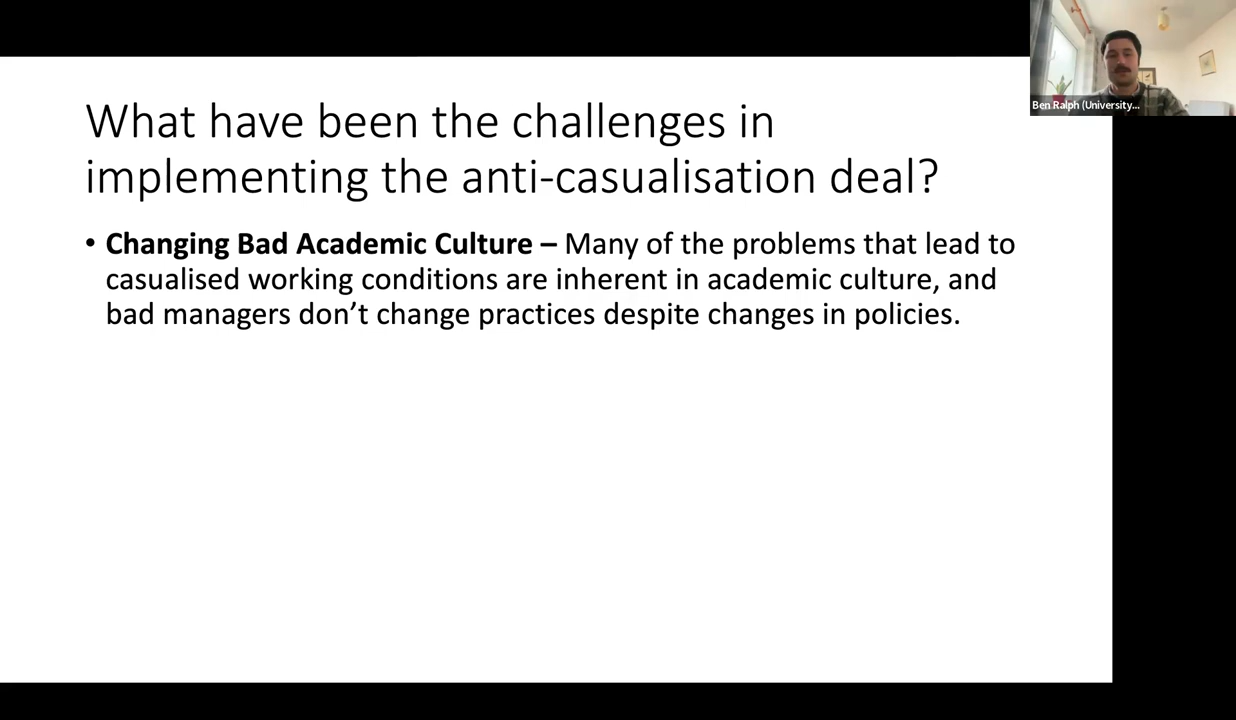 What have been the challenges in
implementing the anti-casualisation deal?
• Changing Bad Academic Culture – Many of the problems that lead to
casualised working conditions are inherent in academic culture, and
bad managers don’t change practices despite changes in policies.
Ben Ralph (University...